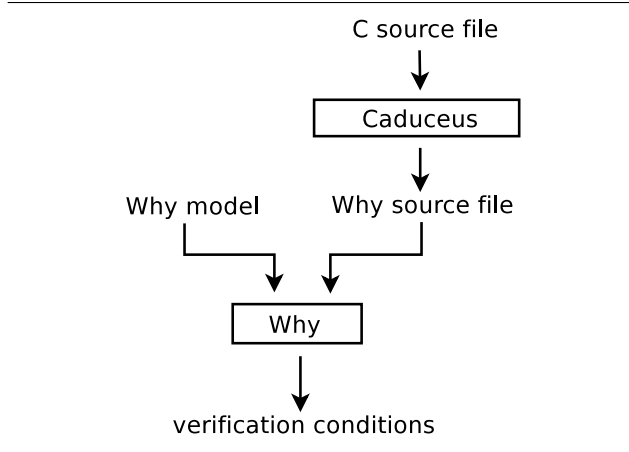 C source file
Caduceus
Why model
Why source file
Why
verification conditions